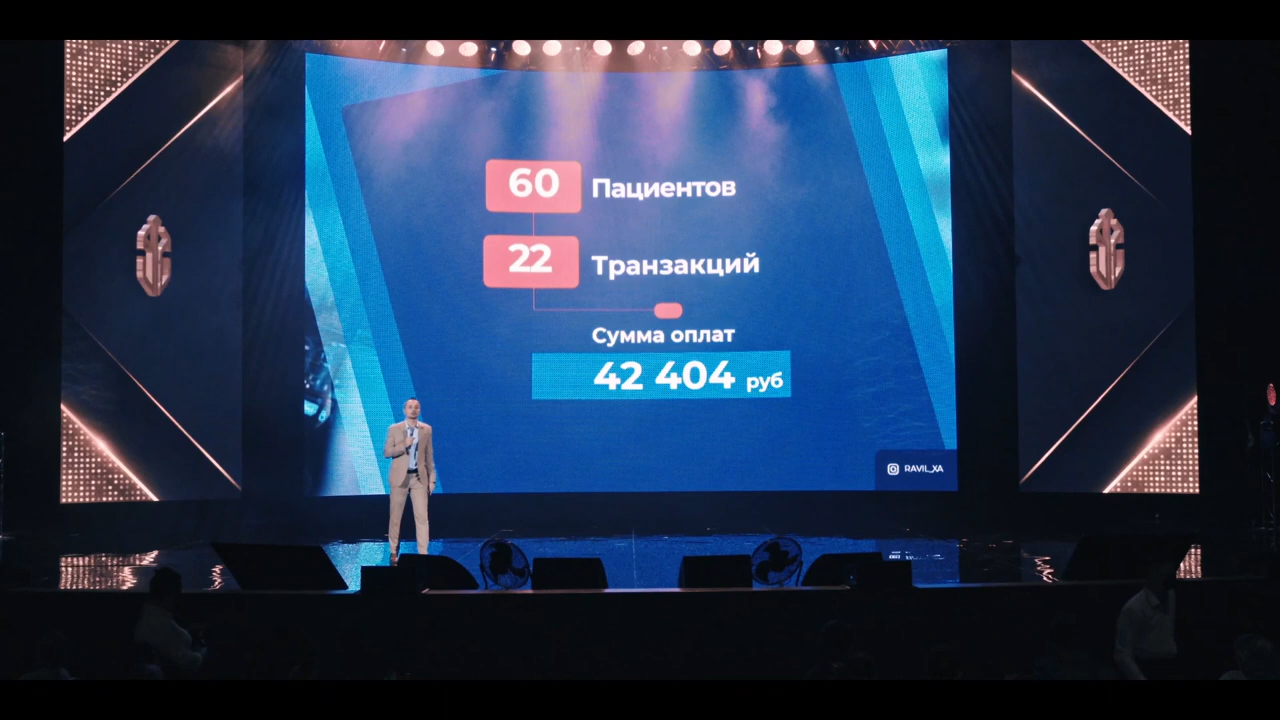 60 Пациентов
22 Транзакций
Сумма оплат
42 404 руб
RAVIL_XA